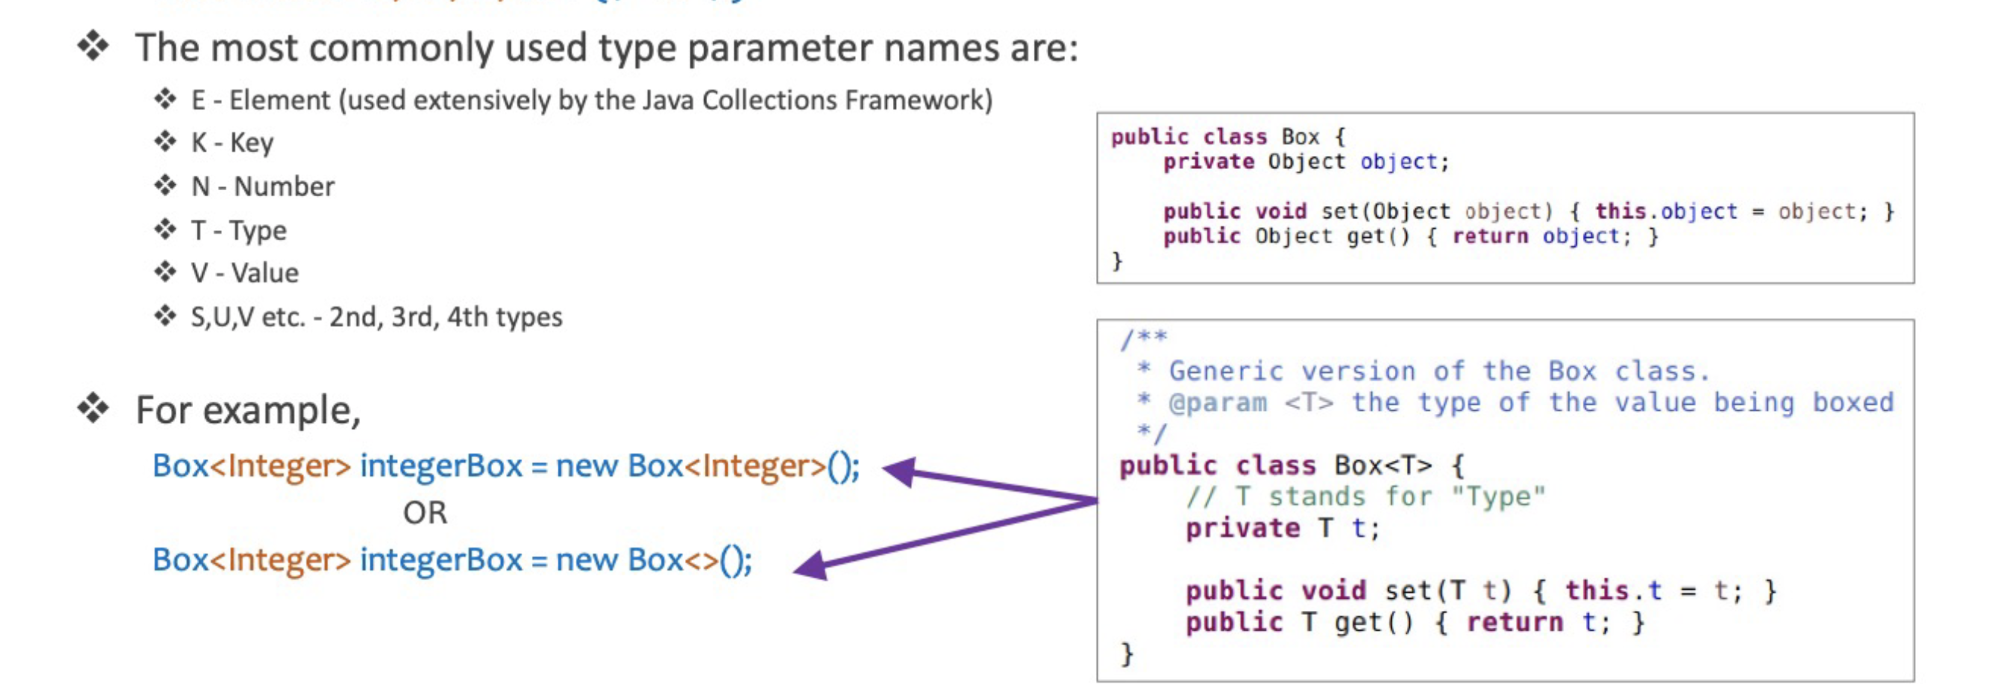 ❖ The most commonly used type parameter names are:
❖ E - Element (used extensively by the Java Collections Framework)
❖ K - Key
❖ N - Number
❖ T - Type
❖ V - Value
❖ S,U,V etc. - 2nd, 3rd, 4th types
❖ For example,
Box<Integer> integerBox = new Box<Integer>();
OR
Box<Integer> integerBox = new Box<>();
public class Box {
    private Object object;
    public void set(Object object) { this.object = object; }
    public Object get() { return object; }
}
/**
 * Generic version of the Box class.
 * @param <T> the type of the value being boxed
 */
public class Box<T> {
    // T stands for "Type"
    private T t;
    public void set(T t) { this.t = t; }
    public T get() { return t; }
}